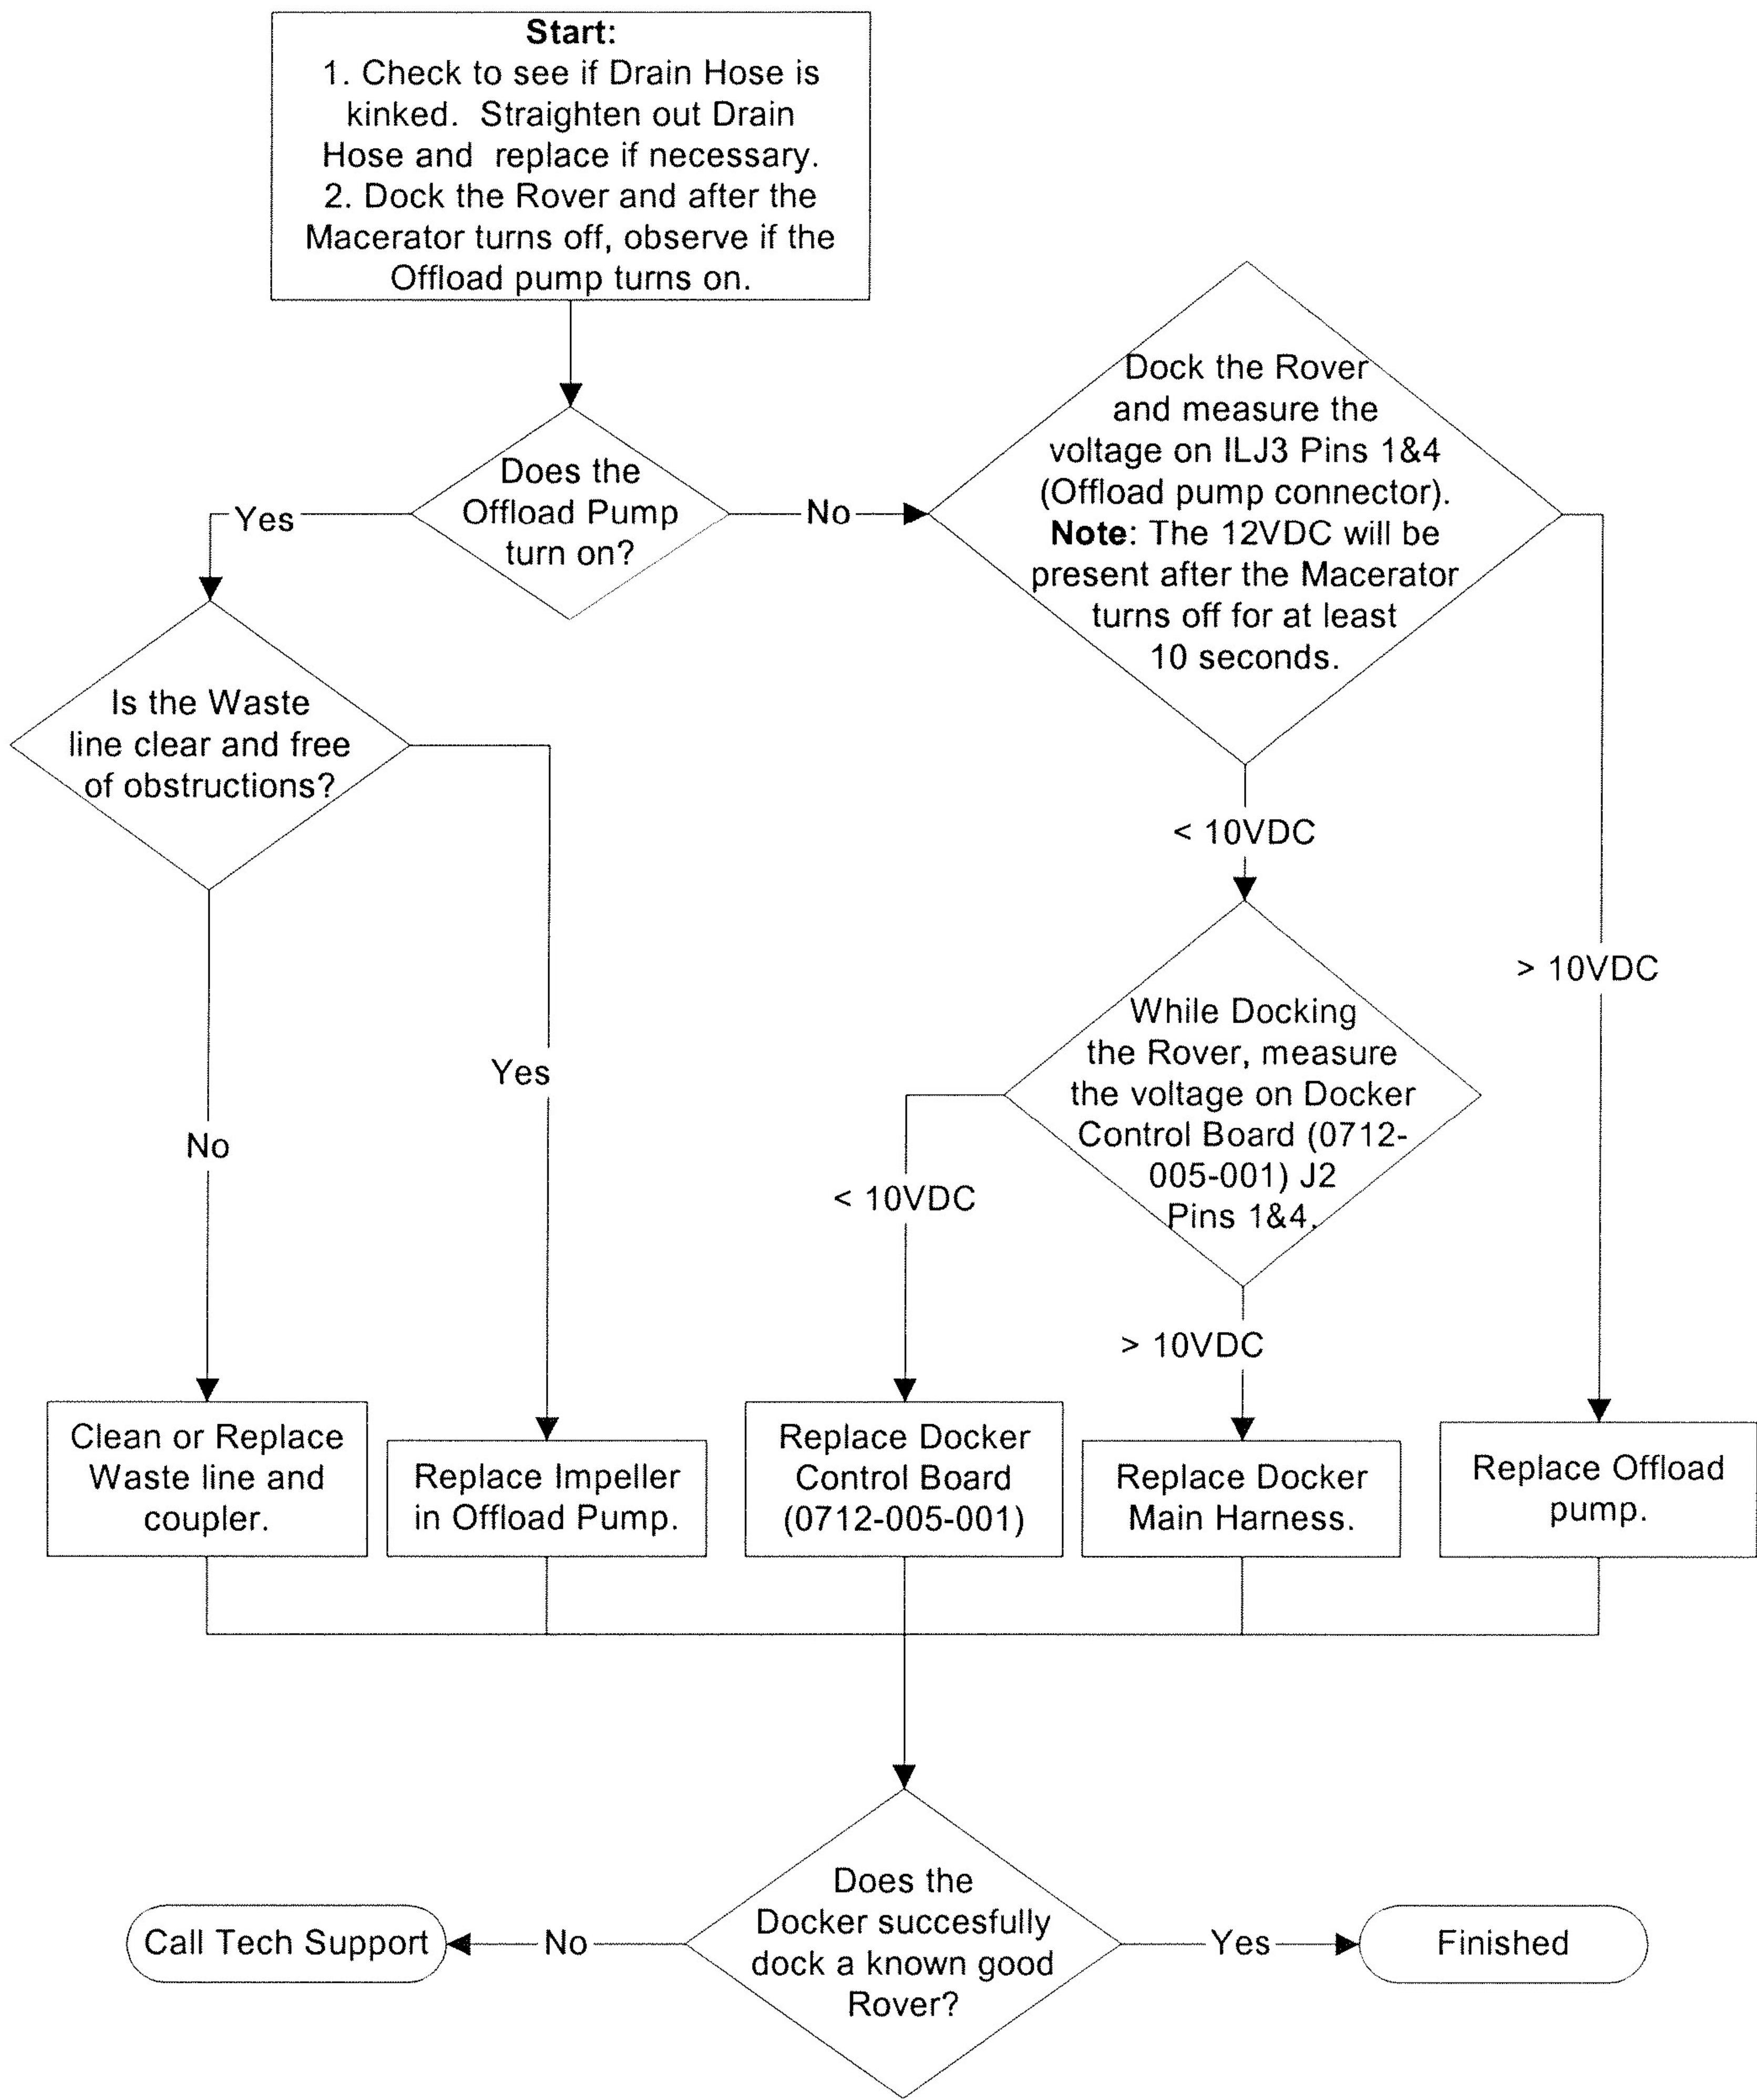 Start:
1. Check to see if Drain Hose is
kinked. Straighten out Drain
Hose and replace if necessary.
2. Dock the Rover and after the
Macerator turns off, observe if the
Offload pump turns on.
Does the
Offload Pump
turn on?
Yes
No
Dock the Rover
and measure the
voltage on ILJ3 Pins 1&4
(Offload pump connector).
Note: The 12VDC will be
present after the Macerator
turns off for at least
10 seconds.
Is the Waste
line clear and free
of obstructions?
< 10VDC
> 10VDC
While Docking
the Rover, measure
the voltage on Docker
Control Board (0712-
005-001) J2
Pins 1&4.
Yes
No
< 10VDC
> 10VDC
Clean or Replace
Waste line and
coupler.
Replace Impeller
in Offload Pump.
Replace Docker
Control Board
(0712-005-001)
Replace Docker
Main Harness.
Replace Offload
pump.
Does the
Docker succesfully
dock a known good
Rover?
No
Call Tech Support
Yes
Finished